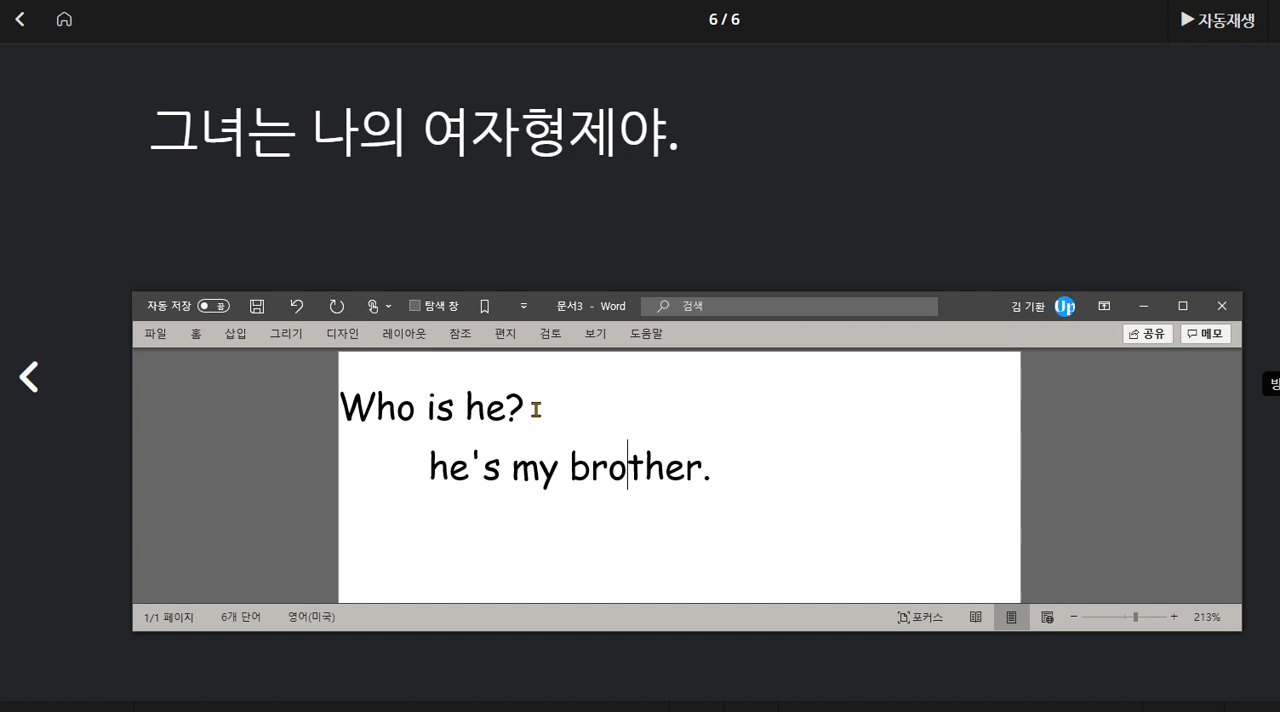 6 / 6
▶ 자동재생
그녀는 나의 여자형제야.
자동 저장 끔
탐색 창
문서3 - Word
검색
김 기환
Up
파일 홈 삽입 그리기 디자인 레이아웃 참조 편지 검토 보기 도움말
공유 메모
Who is he?
he's my brother.
1/1 페이지 6개 단어 영어(미국)
포커스
213%